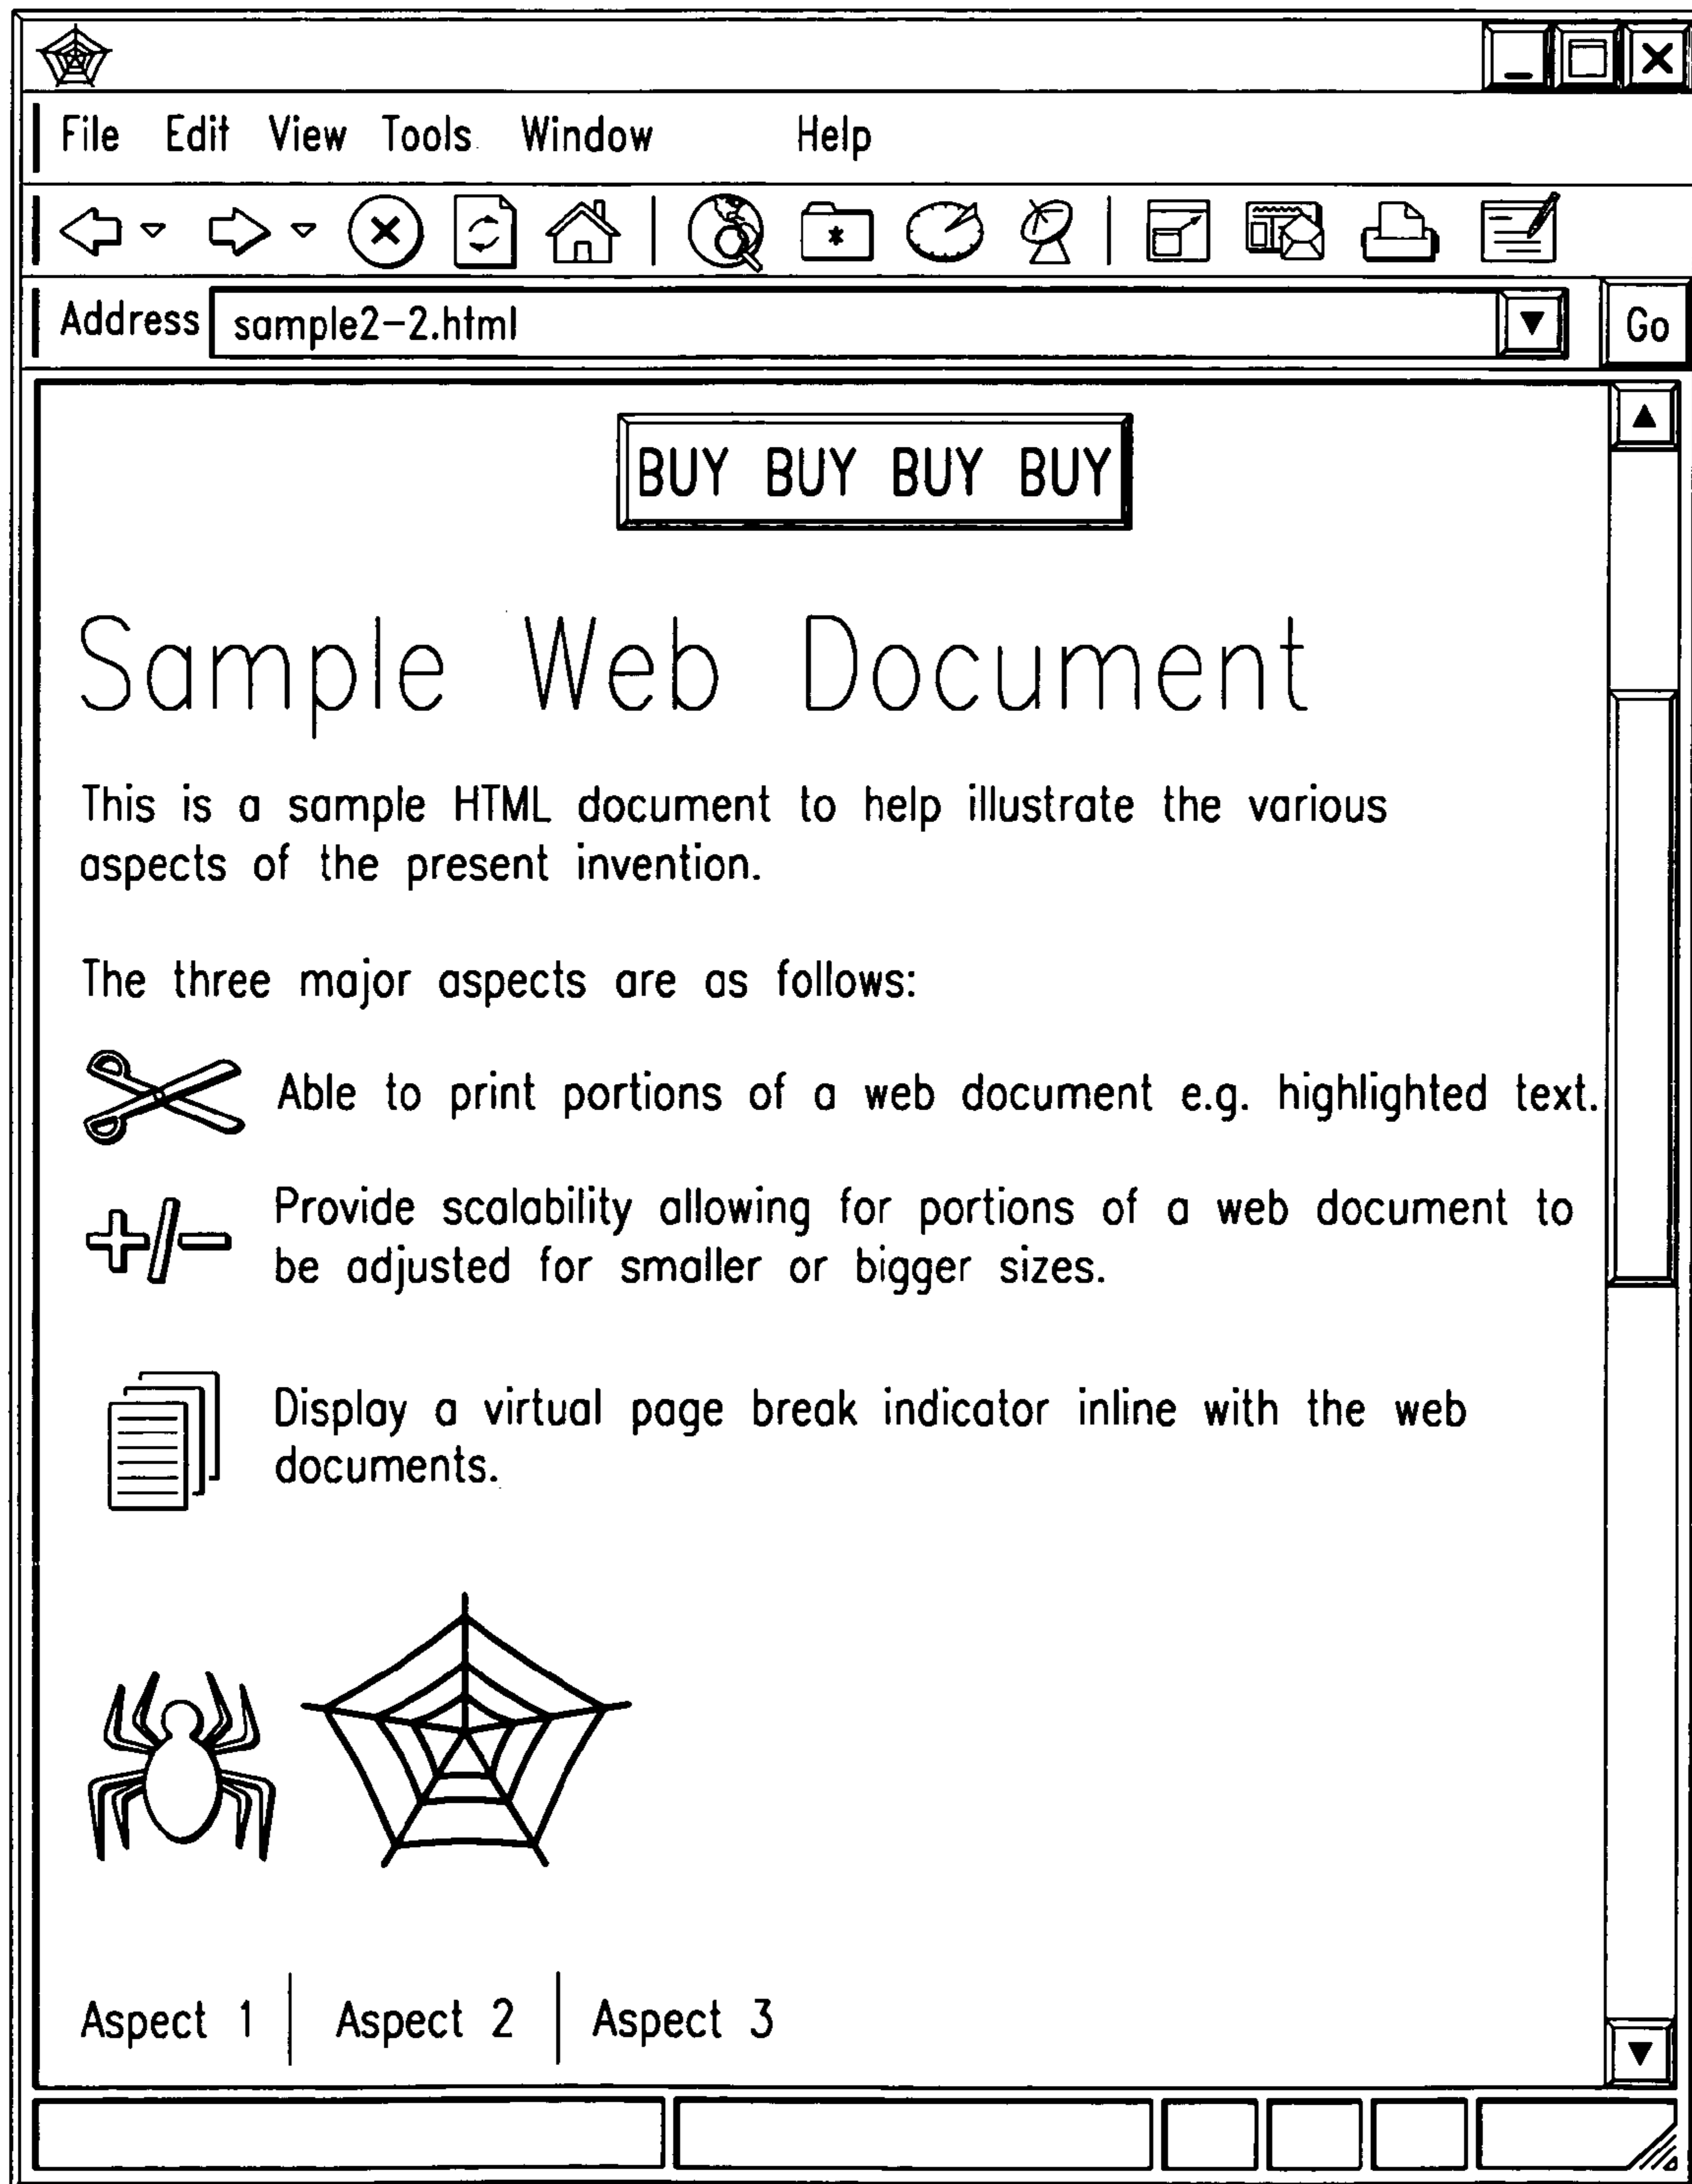 File Edit View Tools Window Help
Address sample2-2.html Go
BUY BUY BUY BUY
Sample Web Document
This is a sample HTML document to help illustrate the various
aspects of the present invention.
The three major aspects are as follows:
Able to print portions of a web document e.g. highlighted text.
+/- Provide scalability allowing for portions of a web document to
be adjusted for smaller or bigger sizes.
Display a virtual page break indicator inline with the web
documents.
Aspect 1 | Aspect 2 | Aspect 3